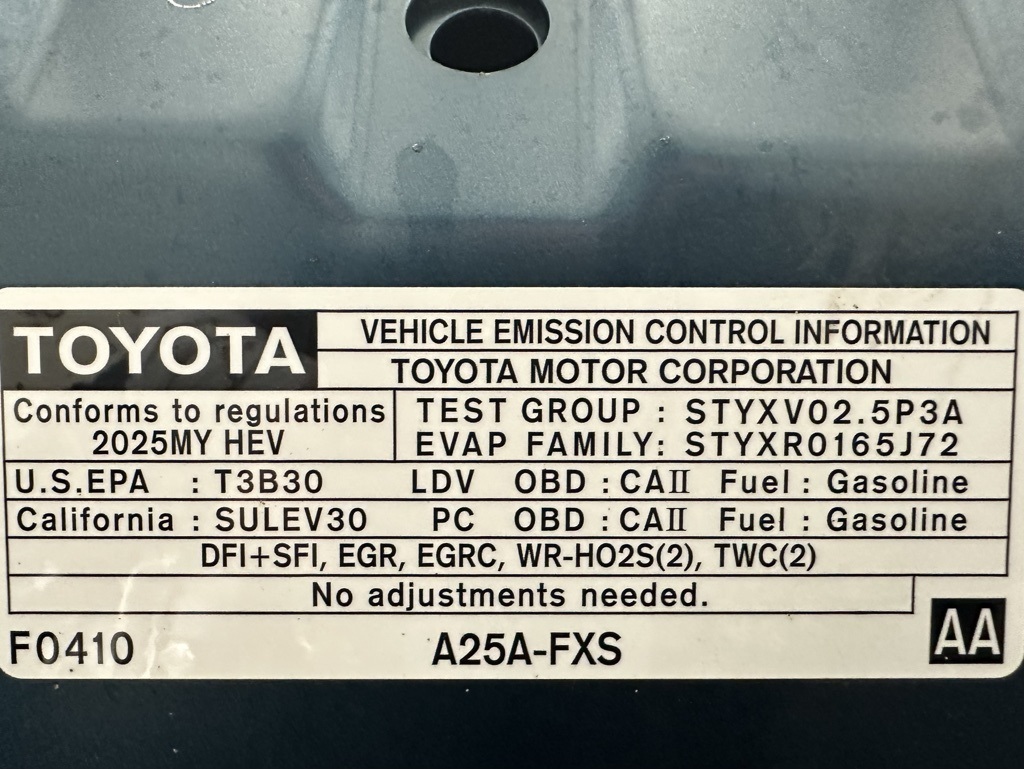 TOYOTA
VEHICLE EMISSION CONTROL INFORMATION
TOYOTA MOTOR CORPORATION
Conforms to regulations
2025MY HEV
TEST GROUP : STYXV02.5P3A
EVAP FAMILY: STYXR0165J72
U.S.EPA : T3B30 LDV OBD : CAII Fuel : Gasoline
California : SULEV30 PC OBD : CAII Fuel : Gasoline
DFI+SFI, EGR, EGRC, WR-HO2S(2), TWC(2)
No adjustments needed.
F0410 A25A-FXS AA